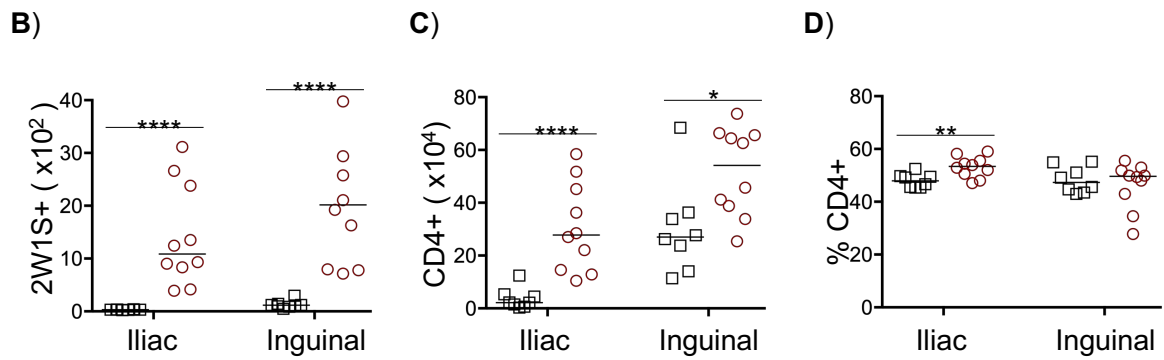 B)
2W1S+ ( x10²)
40
30
20
10
0
****
****
Iliac
Inguinal
C)
CD4+ ( x10⁴)
80
60
40
20
0
****
*
Iliac
Inguinal
D)
% CD4+
80
60
40
20
0
**
Iliac
Inguinal